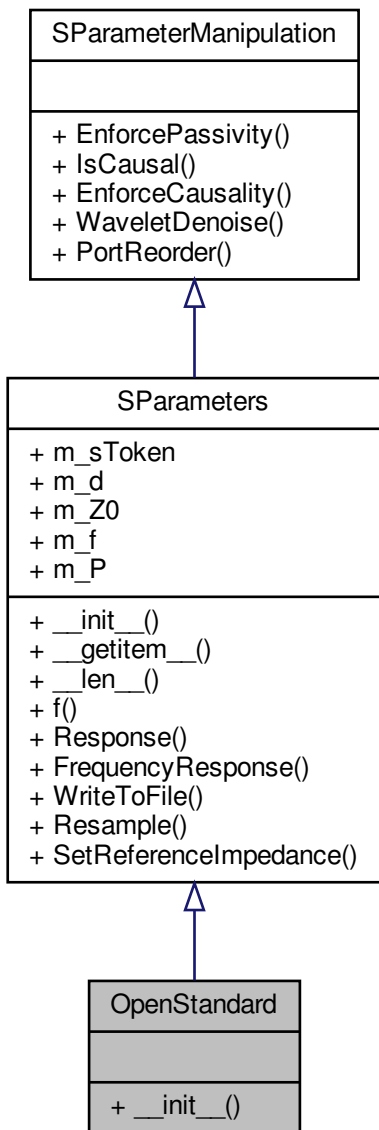 SParameterManipulation
+ EnforcePassivity()
+ IsCausal()
+ EnforceCausality()
+ WaveletDenoise()
+ PortReorder()
SParameters
+ m_sToken
+ m_d
+ m_Z0
+ m_f
+ m_P
+ __init__()
+ __getitem__()
+ __len__()
+ f()
+ Response()
+ FrequencyResponse()
+ WriteToFile()
+ Resample()
+ SetReferenceImpedance()
OpenStandard
+ __init__()